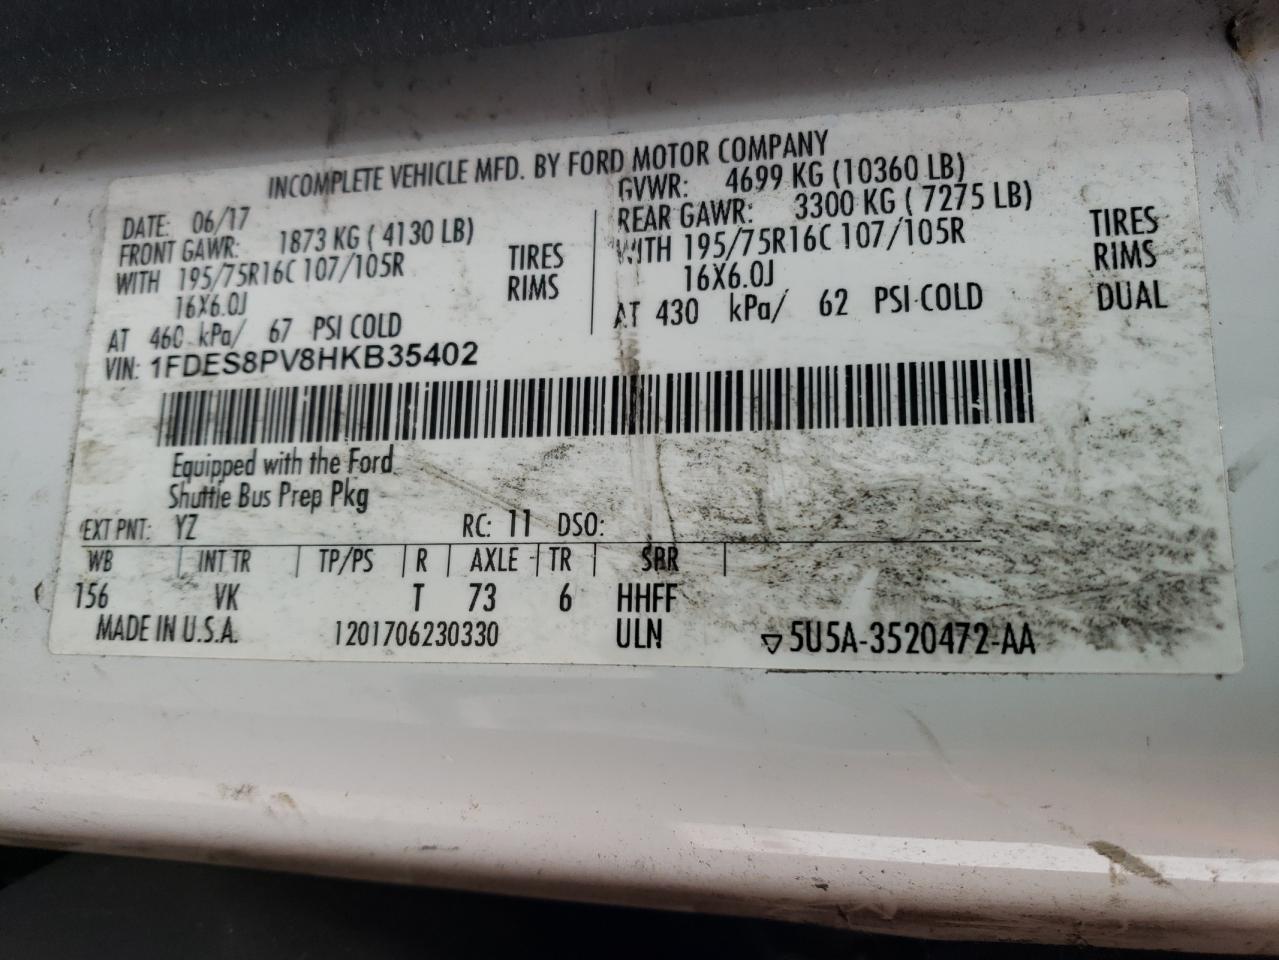 INCOMPLETE VEHICLE MFD. BY FORD MOTOR COMPANY
DATE: 06/17
GVWR: 4699 KG (10360 LB)
FRONT GAWR: 1873 KG ( 4130 LB)
WITH 195/75R16C 107/105R TIRES
16X6.0J RIMS
AT 460 kPa/ 67 PSI COLD
REAR GAWR: 3300 KG ( 7275 LB)
WITH 195/75R16C 107/105R TIRES
16X6.0J RIMS
AT 430 kPa/ 62 PSI COLD DUAL
VIN: 1FDES8PV8HKB35402
Equipped with the Ford
Shuttle Bus Prep Pkg
EXT PNT: YZ RC: 11 DSO:
WB | INT TR | TP/PS | R | AXLE | TR | SPR |
156 VK T 73 6 HHFF
MADE IN U.S.A. 1201706230330 ULN ▽ 5U5A-3520472-AA